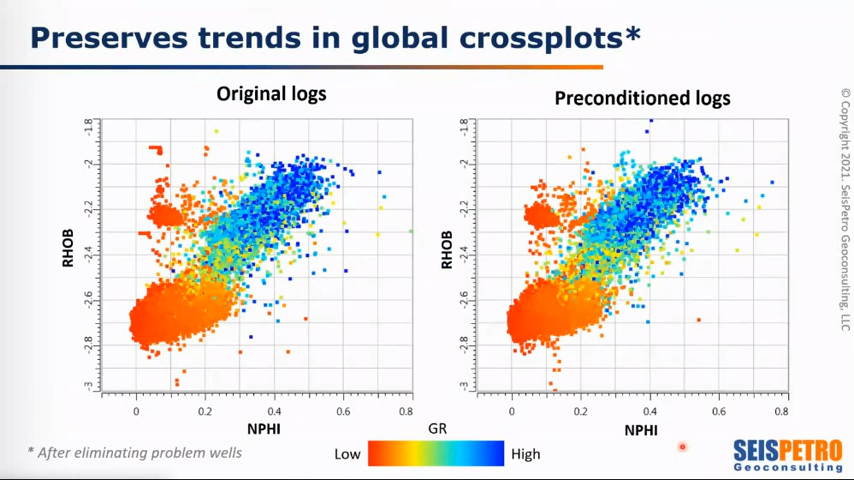 Preserves trends in global crossplots*
Original logs
Preconditioned logs
-1.8
-2
-2.2
-2.4
-2.6
-2.8
-3
RHOB
0
0.2
0.4
0.6
0.8
NPHI
-1.8
-2
-2.2
-2.4
-2.6
-2.8
-3
RHOB
0
0.2
0.4
0.6
0.8
NPHI
GR
Low
High
* After eliminating problem wells
SEISPETRO
Geoconsulting
© Copyright 2021. SeisPetro Geoconsulting, LLC